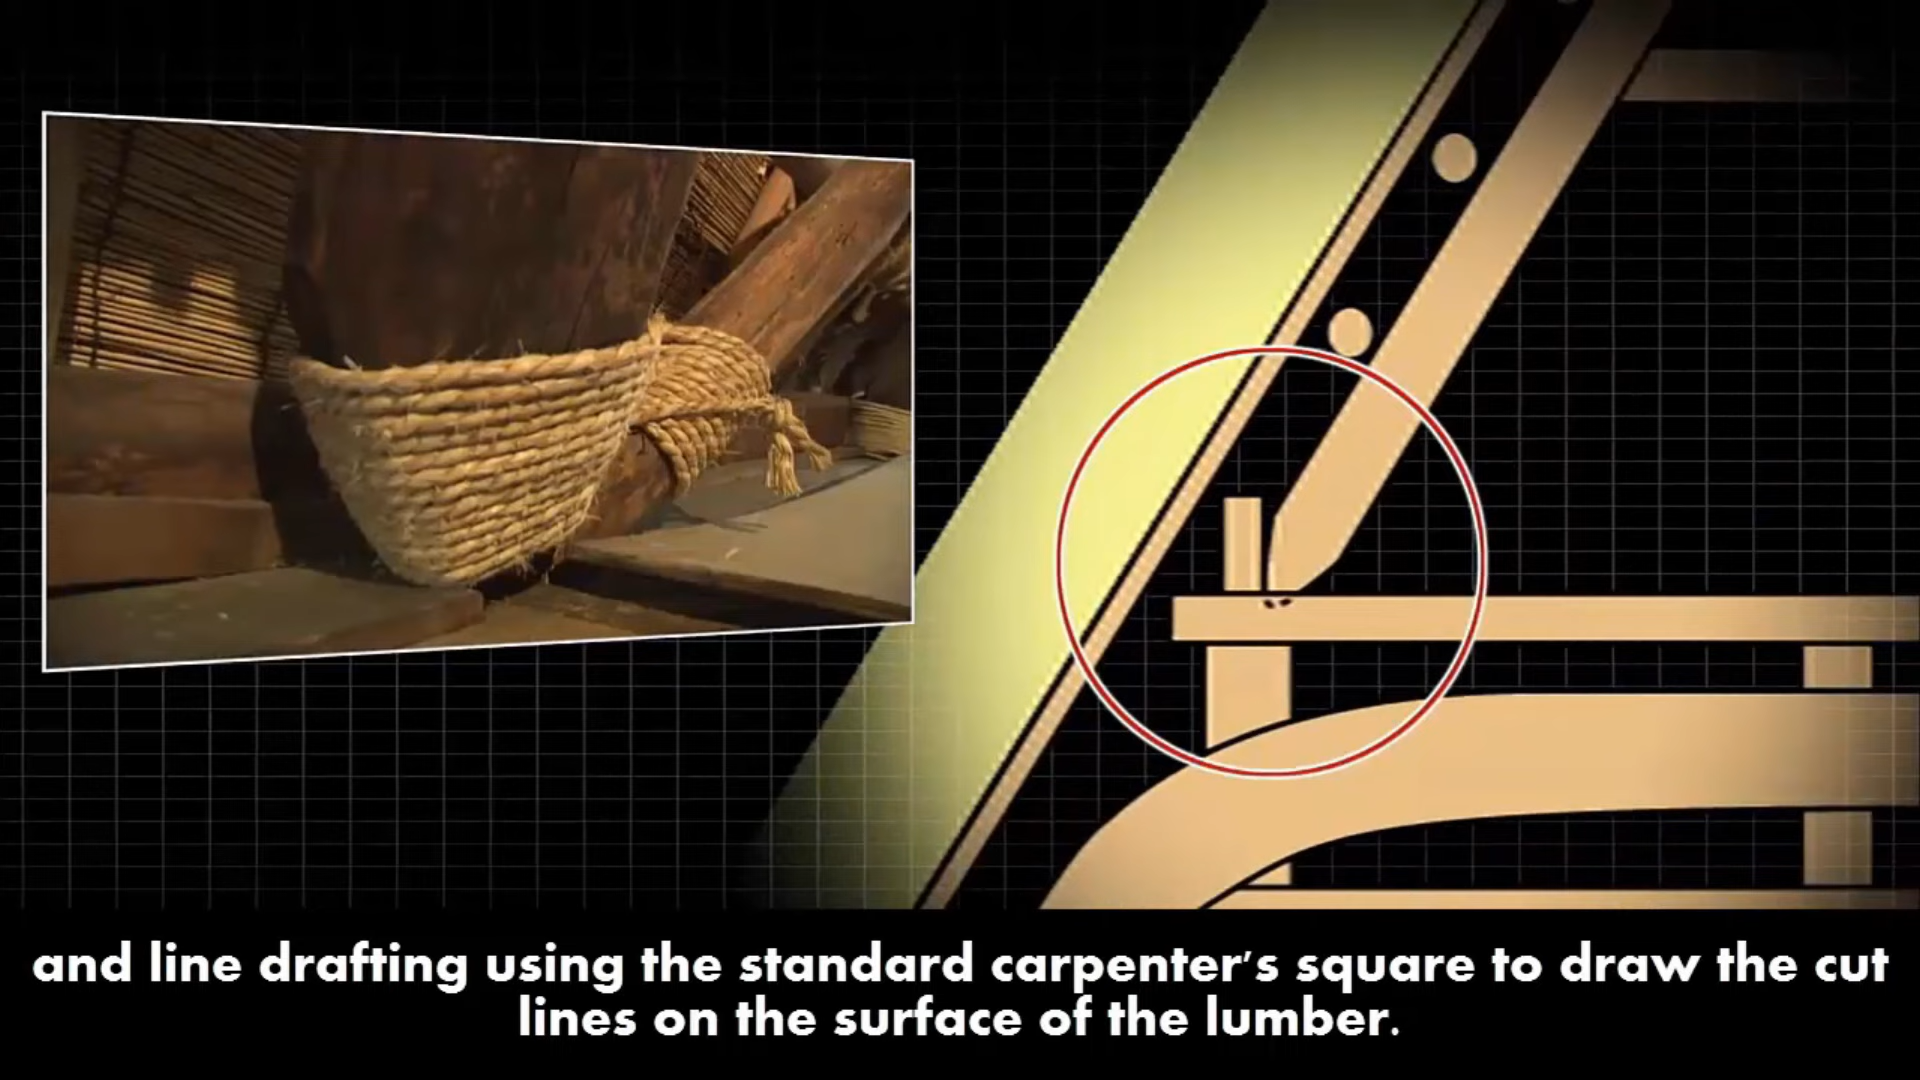 and line drafting using the standard carpenter's square to draw the cut
lines on the surface of the lumber.